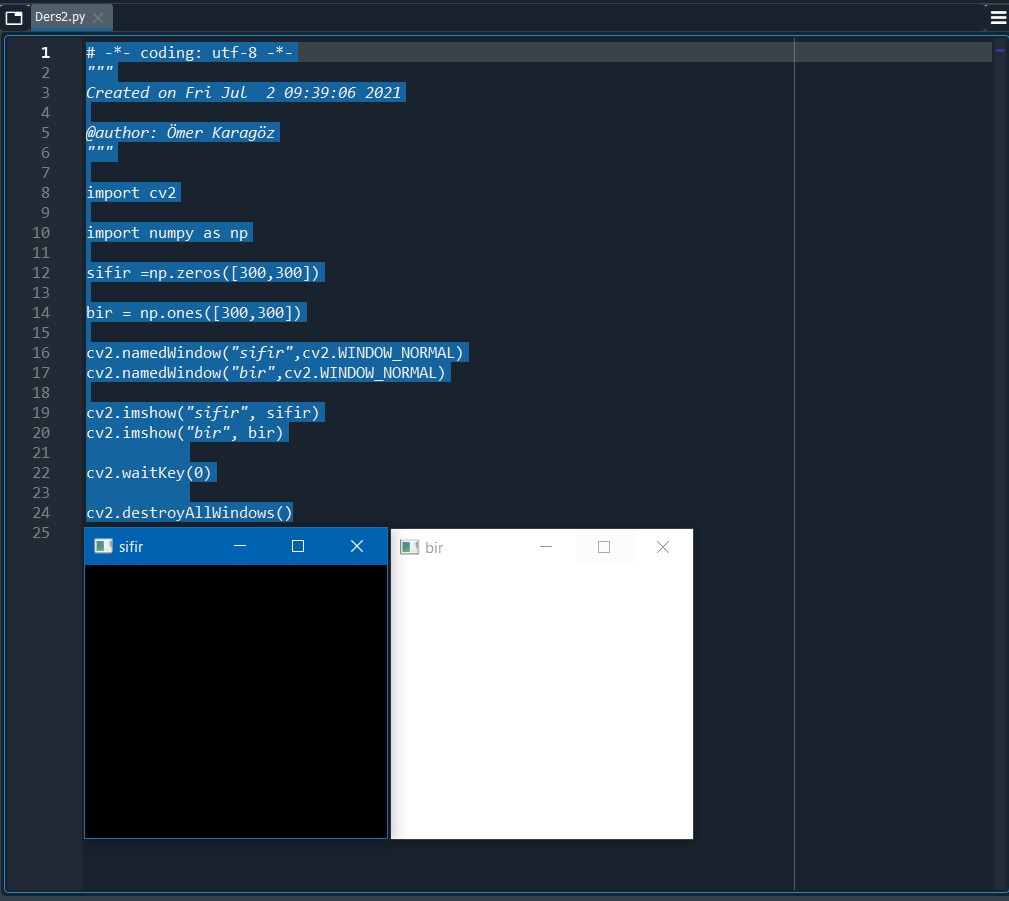 Ders2.py
1 # -*- coding: utf-8 -*-
2 """
3 Created on Fri Jul  2 09:39:06 2021
4
5 @author: Ömer Karagöz
6 """
7
8 import cv2
9
10 import numpy as np
11
12 sifir =np.zeros([300,300])
13
14 bir = np.ones([300,300])
15
16 cv2.namedWindow("sifir",cv2.WINDOW_NORMAL)
17 cv2.namedWindow("bir",cv2.WINDOW_NORMAL)
18
19 cv2.imshow("sifir", sifir)
20 cv2.imshow("bir", bir)
21
22 cv2.waitKey(0)
23
24 cv2.destroyAllWindows()
25
sifir
bir